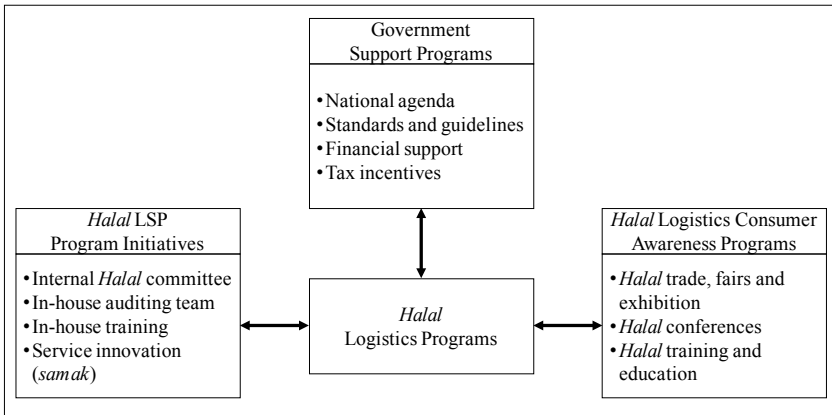 Government
Support Programs
•National agenda
•Standards and guidelines
•Financial support
•Tax incentives
Halal LSP
Program Initiatives
•Internal Halal committee
•In-house auditing team
•In-house training
•Service innovation
(samak)
Halal
Logistics Programs
Halal Logistics Consumer
Awareness Programs
•Halal trade, fairs and
exhibition
•Halal conferences
•Halal training and
education